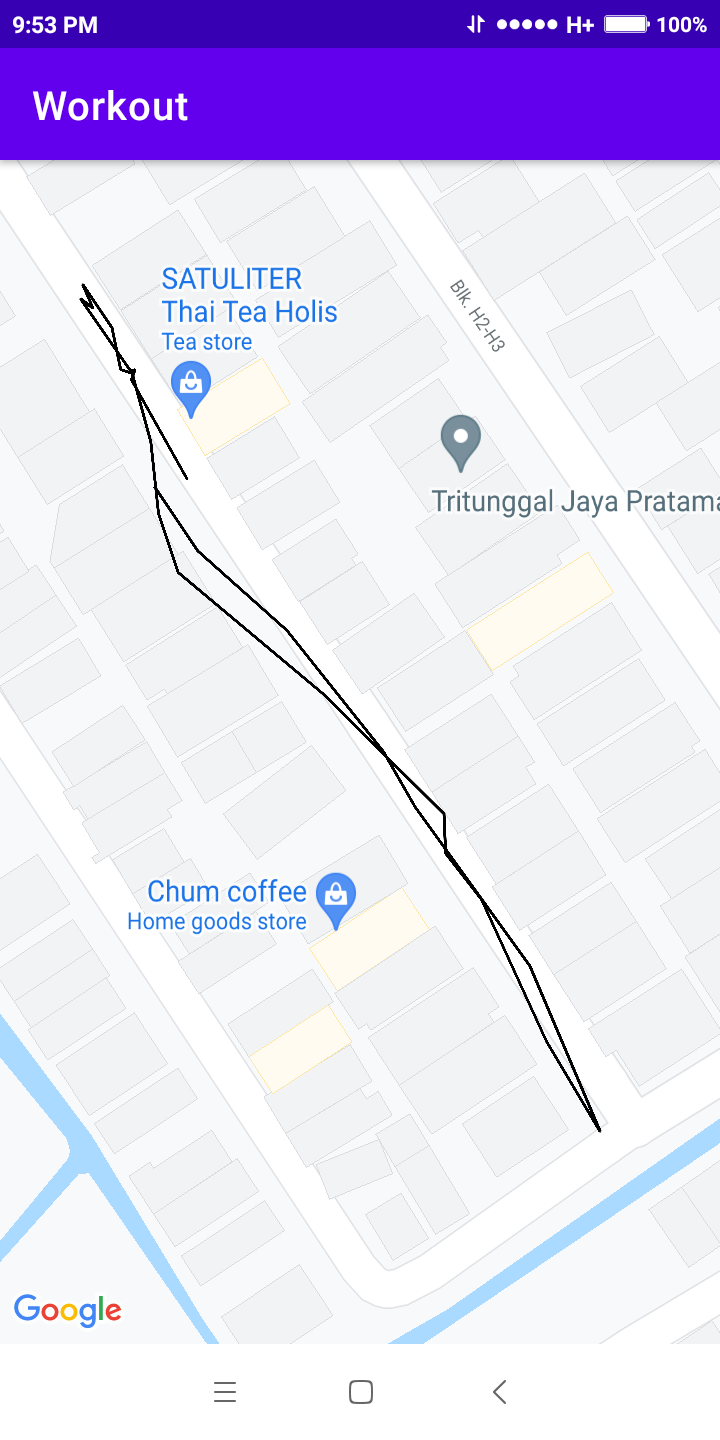 9:53 PM H+ 100%
Workout
SATULITER
Thai Tea Holis
Tea store
Blk. H2-H3
Tritunggal Jaya Pratama
Chum coffee
Home goods store
Google